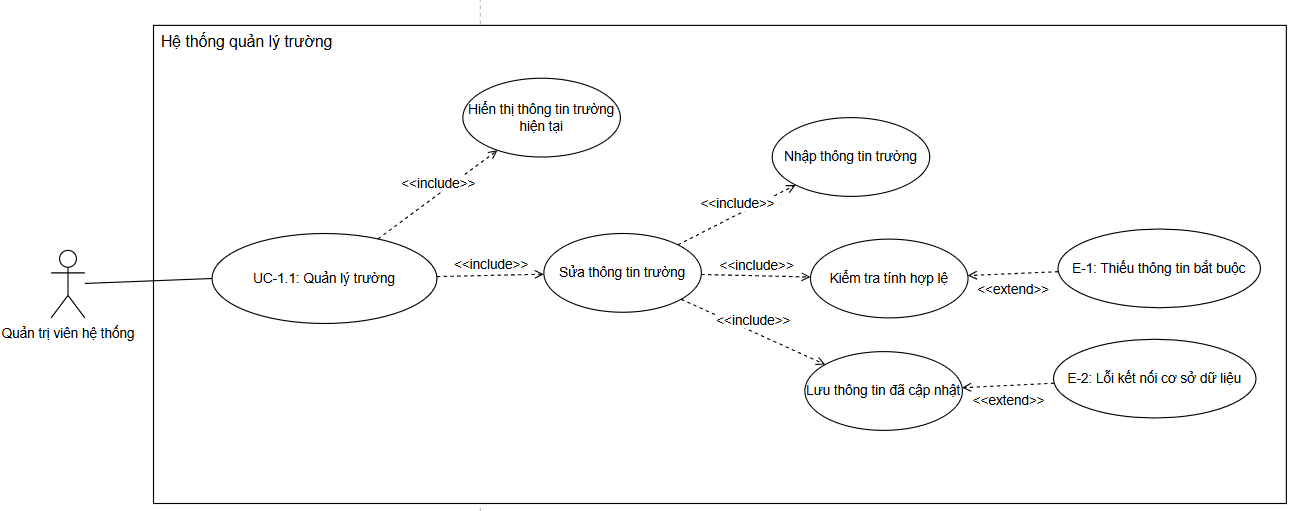 Hệ thống quản lý trường
Hiển thị thông tin trường
hiện tại
Nhập thông tin trường
<<include>>
<<include>>
UC-1.1: Quản lý trường
<<include>>
Sửa thông tin trường
<<include>>
Kiểm tra tính hợp lệ
E-1: Thiếu thông tin bắt buộc
<<extend>>
<<include>>
Quản trị viên hệ thống
Lưu thông tin đã cập nhật
E-2: Lỗi kết nối cơ sở dữ liệu
<<extend>>